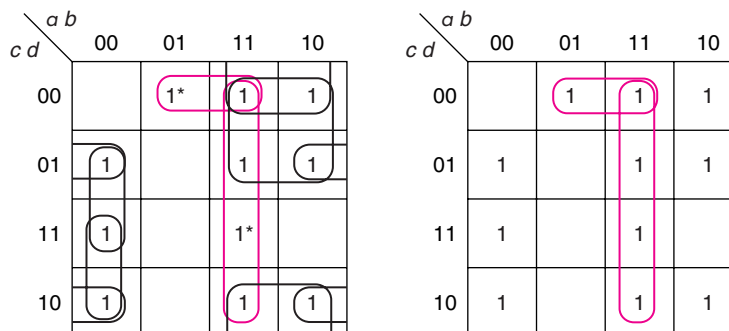 a b a b
c d 00 01 11 10 c d 00 01 11 10
00 1* 1 1 00 1 1 1
01 1 1 1 01 1 1 1
11 1 1* 11 1 1
10 1 1 1 10 1 1 1